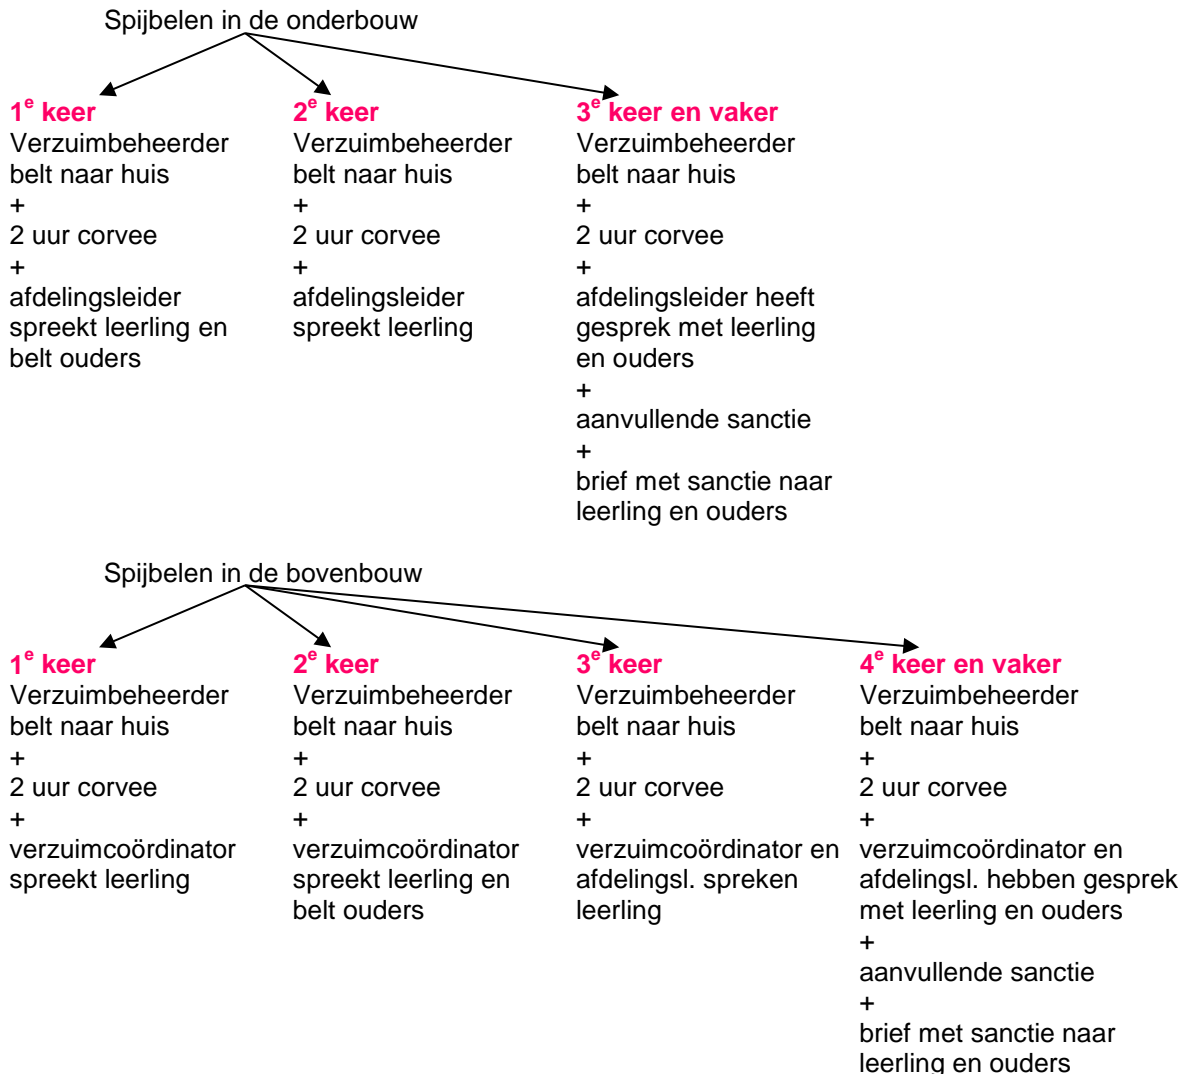 Spijbelen in de onderbouw
1e keer
Verzuimbeheerder
belt naar huis
+
2 uur corvee
+
afdelingsleider
spreekt leerling en
belt ouders
2e keer
Verzuimbeheerder
belt naar huis
+
2 uur corvee
+
afdelingsleider
spreekt leerling
3e keer en vaker
Verzuimbeheerder
belt naar huis
+
2 uur corvee
+
afdelingsleider heeft
gesprek met leerling
en ouders
+
aanvullende sanctie
+
brief met sanctie naar
leerling en ouders
Spijbelen in de bovenbouw
1e keer
Verzuimbeheerder
belt naar huis
+
2 uur corvee
+
verzuimcoördinator
spreekt leerling
2e keer
Verzuimbeheerder
belt naar huis
+
2 uur corvee
+
verzuimcoördinator
spreekt leerling en
belt ouders
3e keer
Verzuimbeheerder
belt naar huis
+
2 uur corvee
+
verzuimcoördinator en
afdelingsl. spreken
leerling
4e keer en vaker
Verzuimbeheerder
belt naar huis
+
2 uur corvee
+
verzuimcoördinator en
afdelingsl. hebben gesprek
met leerling en ouders
+
aanvullende sanctie
+
brief met sanctie naar
leerling en ouders